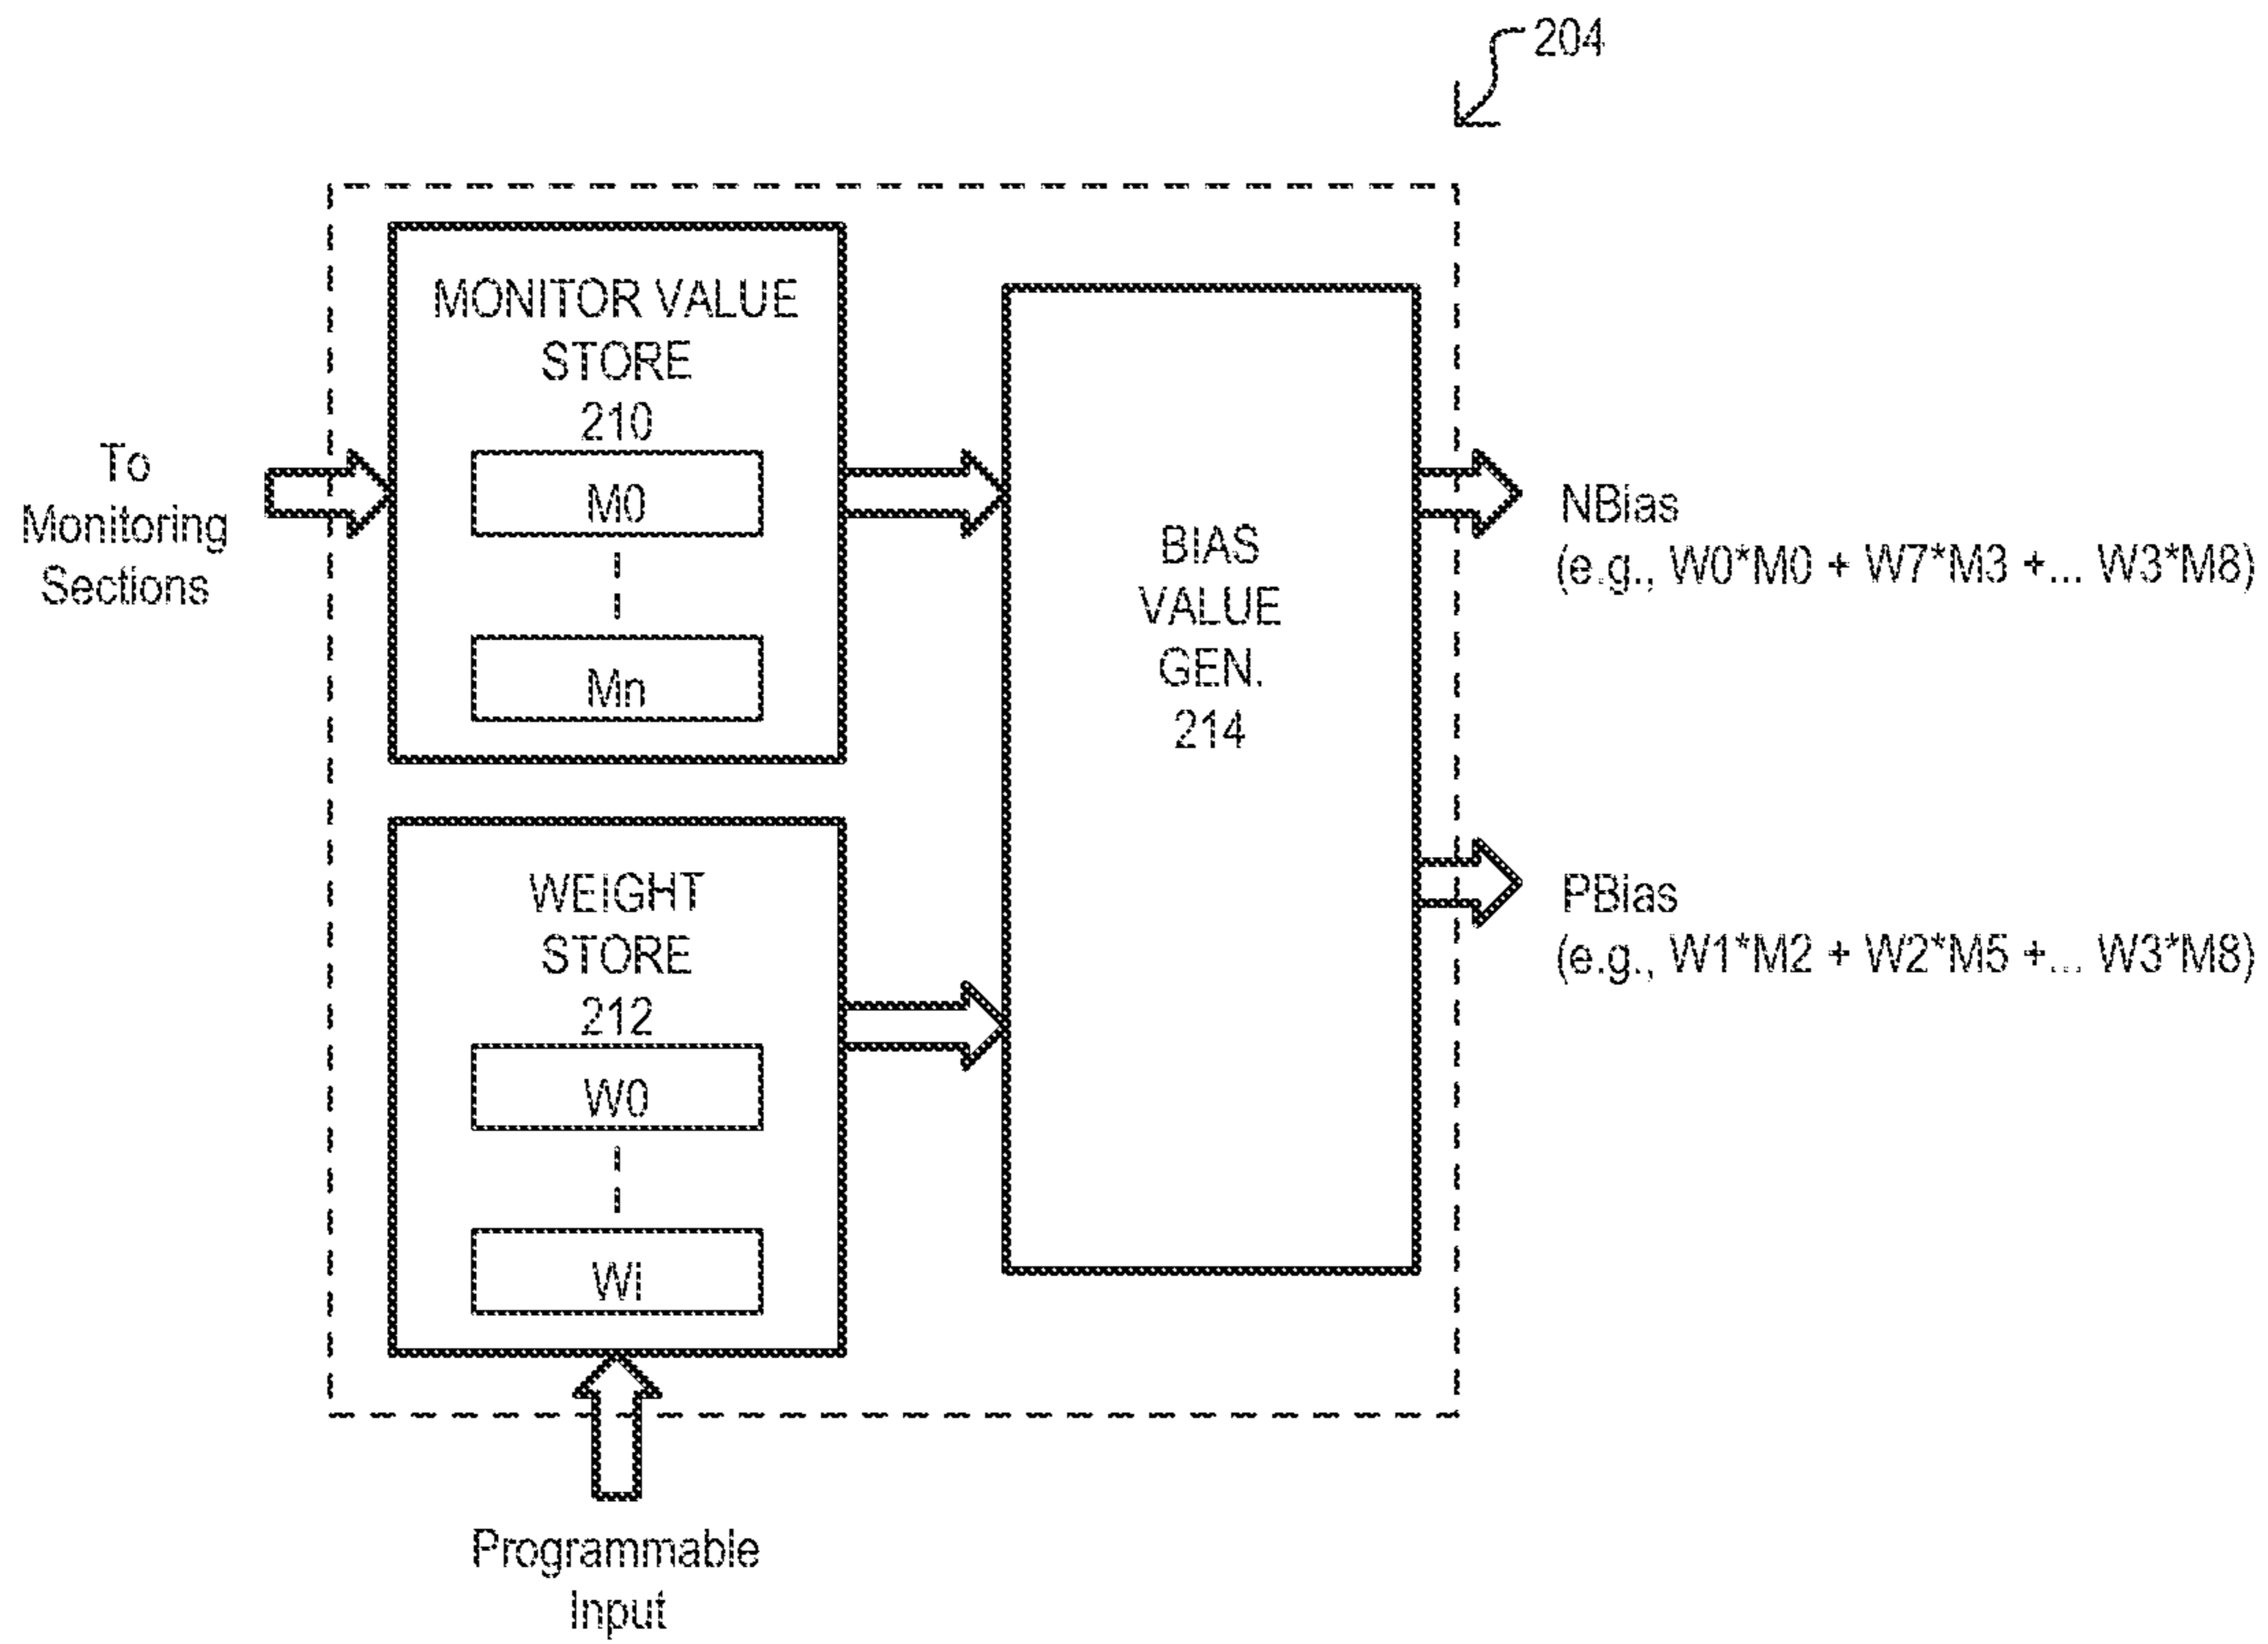 204
MONITOR VALUE
STORE
210
M0
Mn
To
Monitoring
Sections
BIAS
VALUE
GEN.
214
NBias
(e.g., W0*M0 + W7*M3 +... W3*M8)
PBias
(e.g., W1*M2 + W2*M5 +... W3*M8)
WEIGHT
STORE
212
W0
Wi
Programmable
Input